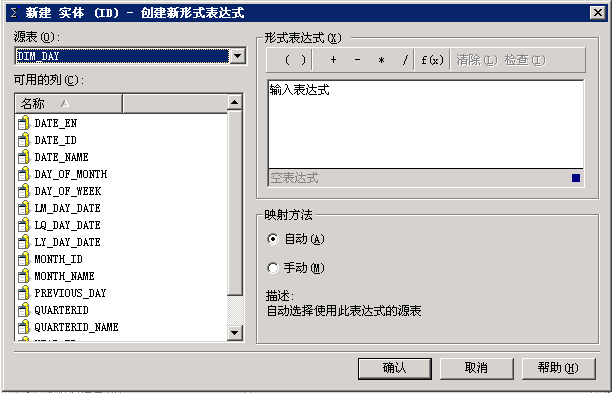 新建 实体 (ID) - 创建新形式表达式
源表(O):
DIM_DAY
可用的列(C):
名称
DATE_EN
DATE_ID
DATE_NAME
DAY_OF_MONTH
DAY_OF_WEEK
LM_DAY_DATE
LQ_DAY_DATE
LY_DAY_DATE
MONTH_ID
MONTH_NAME
PREVIOUS_DAY
QUARTERID
QUARTERID_NAME
形式表达式(X)
( ) + - * / f(x) 清除(L) 检查(I)
输入表达式
空表达式
映射方法
自动(A)
手动(M)
描述:
自动选择使用此表达式的源表
确认 取消 帮助(H)